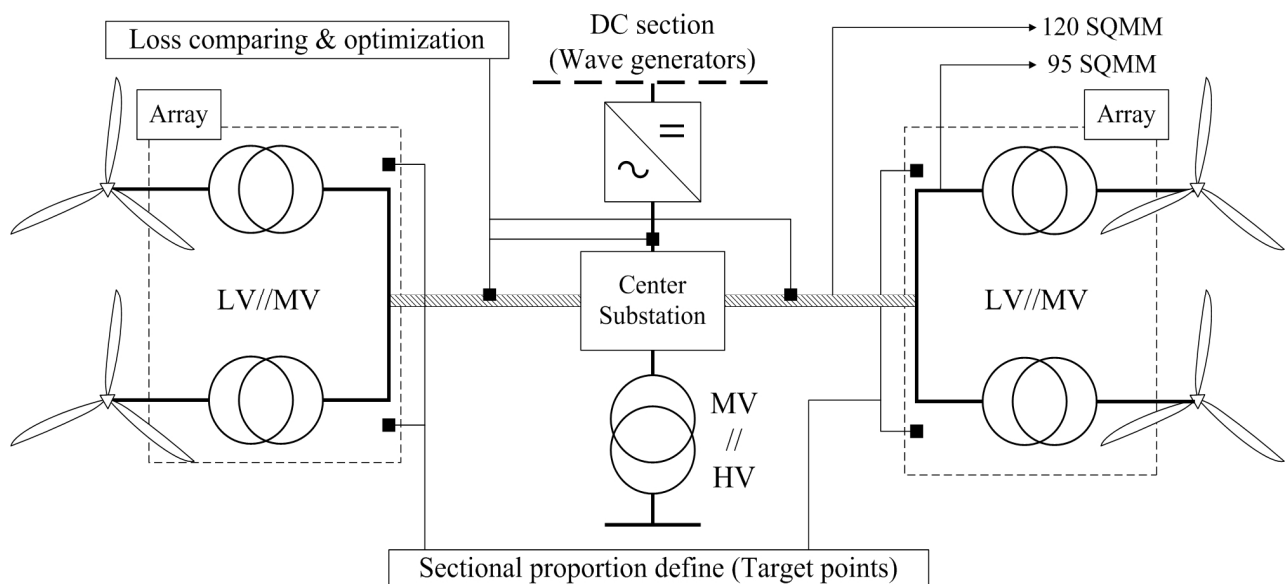 Loss comparing & optimization
DC section
(Wave generators)
120 SQMM
95 SQMM
Array
Array
LV//MV
Center
Substation
LV//MV
MV
//
HV
Sectional proportion define (Target points)